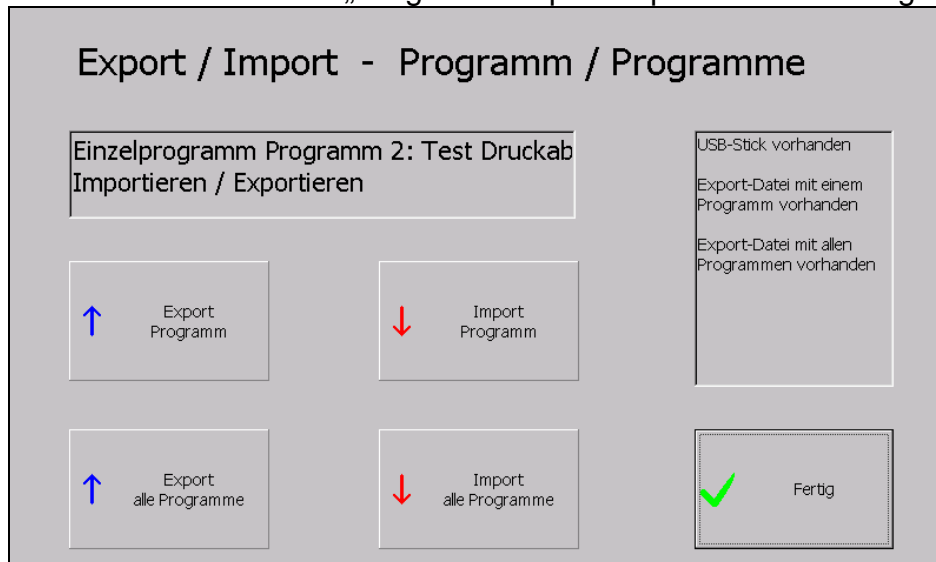 Export / Import - Programm / Programme
Einzelprogramm Programm 2: Test Druckab
Importieren / Exportieren
USB-Stick vorhanden
Export-Datei mit einem
Programm vorhanden
Export-Datei mit allen
Programmen vorhanden
Export
Programm
Import
Programm
Export
alle Programme
Import
alle Programme
Fertig